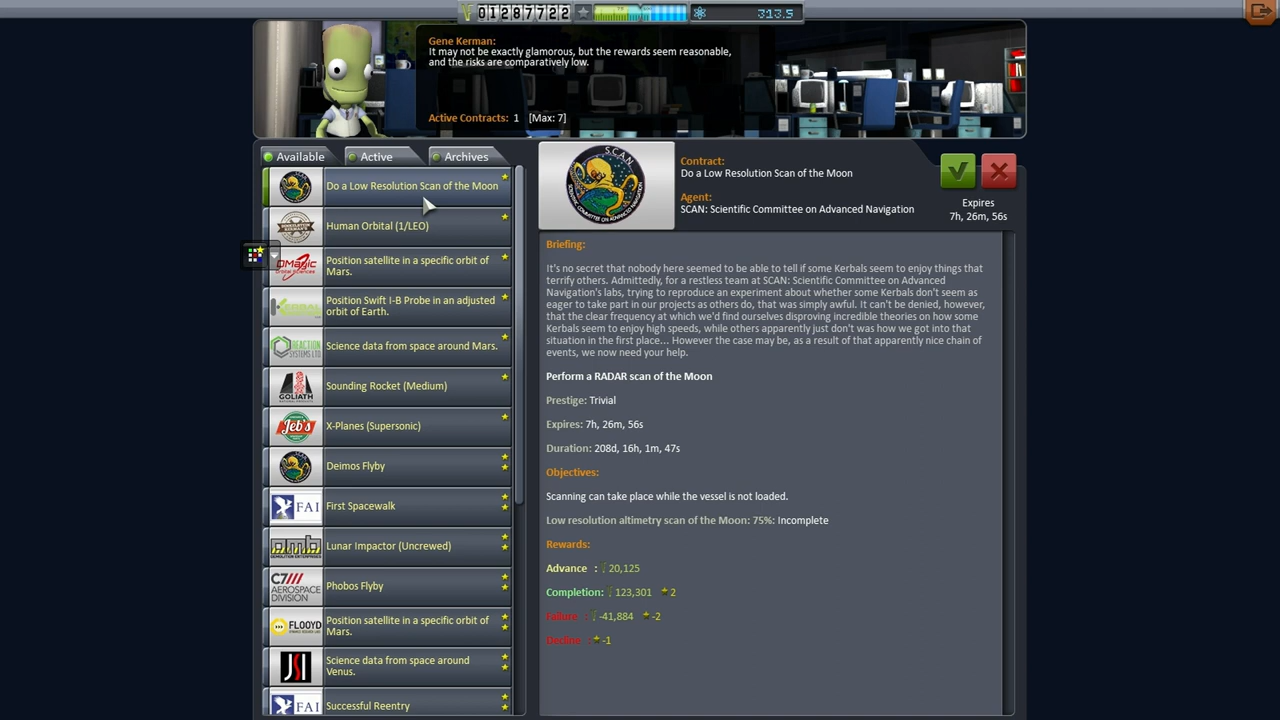 01287722
313.5
Gene Kerman:
It may not be exactly glamorous, but the rewards seem reasonable,
and the risks are comparatively low.
Active Contracts: 1 [Max: 7]
Available
Active
Archives
Do a Low Resolution Scan of the Moon
Human Orbital (1/LEO)
Position satellite in a specific orbit of
Mars.
Position Swift I-B Probe in an adjusted
orbit of Earth.
Science data from space around Mars.
Sounding Rocket (Medium)
X-Planes (Supersonic)
Deimos Flyby
First Spacewalk
Lunar Impactor (Uncrewed)
Phobos Flyby
Position satellite in a specific orbit of
Mars.
Science data from space around
Venus.
Successful Reentry
DMagic
REACTION
SYSTEMS LTD
GOLIATH
Jeb's
FAI
C7///
AEROSPACE
DIVISION
FLOOYD
JSI
FAI
S.C.A.N
Contract:
Do a Low Resolution Scan of the Moon
Agent:
SCAN: Scientific Committee on Advanced Navigation
Expires
7h, 26m, 56s
Briefing:
It's no secret that nobody here seemed to be able to tell if some Kerbals seem to enjoy things that
terrify others. Admittedly, for a restless team at SCAN: Scientific Committee on Advanced
Navigation's labs, trying to reproduce an experiment about whether some Kerbals don't seem as
eager to take part in our projects as others do, that was simply awful. It can't be denied, however,
that the clear frequency at which we'd find ourselves disproving incredible theories on how some
Kerbals seem to enjoy high speeds, while others apparently just don't was how we got into that
situation in the first place... However the case may be, as a result of that apparently nice chain of
events, we now need your help.
Perform a RADAR scan of the Moon
Prestige: Trivial
Expires: 7h, 26m, 56s
Duration: 208d, 16h, 1m, 47s
Objectives:
Scanning can take place while the vessel is not loaded.
Low resolution altimetry scan of the Moon: 75%: Incomplete
Rewards:
Advance : 20,125
Completion: 123,301 2
Failure : -41,884 -2
Decline : -1